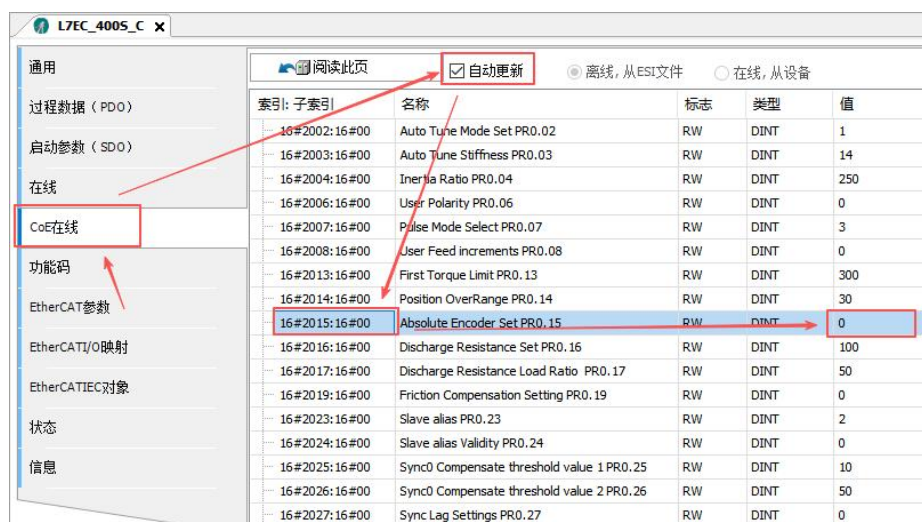 L7EC_400S_C
通用
过程数据（PDO）
启动参数（SDO）
在线
CoE在线
功能码
EtherCAT参数
EtherCATI/O映射
EtherCATIEC对象
状态
信息
阅读此页 自动更新 离线, 从ESI文件 在线, 从设备
索引: 子索引 名称 标志 类型 值
16#2002:16#00 Auto Tune Mode Set PR0.02 RW DINT 1
16#2003:16#00 Auto Tune Stiffness PR0.03 RW DINT 14
16#2004:16#00 Inertia Ratio PR0.04 RW DINT 250
16#2006:16#00 User Polarity PR0.06 RW DINT 0
16#2007:16#00 Pulse Mode Select PR0.07 RW DINT 3
16#2008:16#00 User Feed increments PR0.08 RW DINT 0
16#2013:16#00 First Torque Limit PR0.13 RW DINT 300
16#2014:16#00 Position OverRange PR0.14 RW DINT 30
16#2015:16#00 Absolute Encoder Set PR0.15 RW DINT 0
16#2016:16#00 Discharge Resistance Set PR0.16 RW DINT 100
16#2017:16#00 Discharge Resistance Load Ratio PR0.17 RW DINT 50
16#2019:16#00 Friction Compensation Setting PR0.19 RW DINT 0
16#2023:16#00 Slave alias PR0.23 RW DINT 2
16#2024:16#00 Slave alias Validity PR0.24 RW DINT 0
16#2025:16#00 Sync0 Compensate threshold value 1 PR0.25 RW DINT 10
16#2026:16#00 Sync0 Compensate threshold value 2 PR0.26 RW DINT 50
16#2027:16#00 Sync Lag Settings PR0.27 RW DINT 0